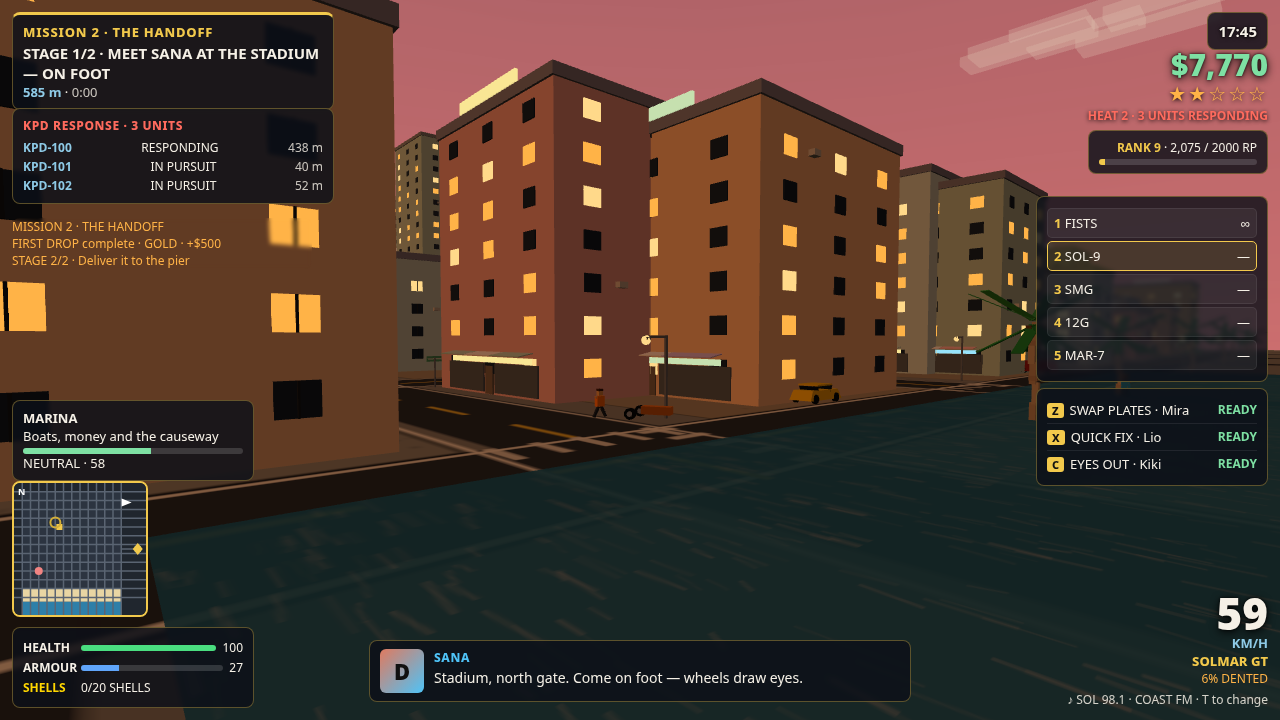 MISSION 2 · THE HANDOFF
STAGE 1/2 · MEET SANA AT THE STADIUM
— ON FOOT
585 m · 0:00
KPD RESPONSE · 3 UNITS
KPD-100 RESPONDING 438 m
KPD-101 IN PURSUIT 40 m
KPD-102 IN PURSUIT 52 m
MISSION 2 · THE HANDOFF
FIRST DROP complete · GOLD · +$500
STAGE 2/2 · Deliver it to the pier
17:45
$7,770
★★☆☆☆
HEAT 2 · 3 UNITS RESPONDING
RANK 9 · 2,075 / 2000 RP
1 FISTS ∞
2 SOL-9 —
3 SMG —
4 12G —
5 MAR-7 —
Z SWAP PLATES · Mira READY
X QUICK FIX · Lio READY
C EYES OUT · Kiki READY
MARINA
Boats, money and the causeway
NEUTRAL · 58
N
HEALTH 100
ARMOUR 27
SHELLS 0/20 SHELLS
D
SANA
Stadium, north gate. Come on foot — wheels draw eyes.
59
KM/H
SOLMAR GT
6% DENTED
♪ SOL 98.1 · COAST FM · T to change